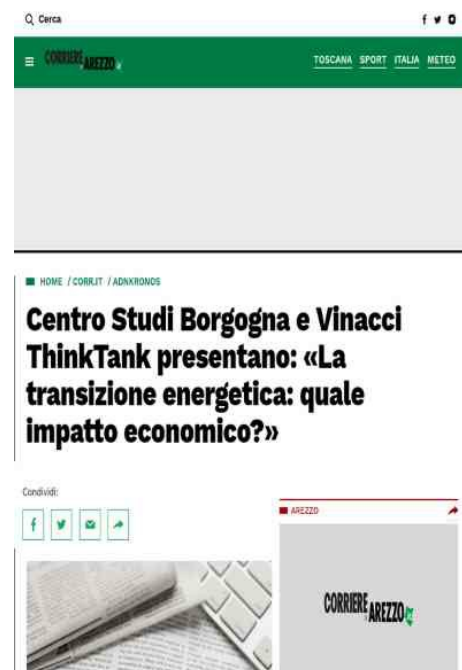 Cerca
CORRIERE AREZZO
TOSCANA SPORT ITALIA METEO
HOME / CORR.IT / ADNKRONOS
Centro Studi Borgogna e Vinacci
ThinkTank presentano: «La
transizione energetica: quale
impatto economico?»
Condividi:
AREZZO
CORRIERE AREZZO